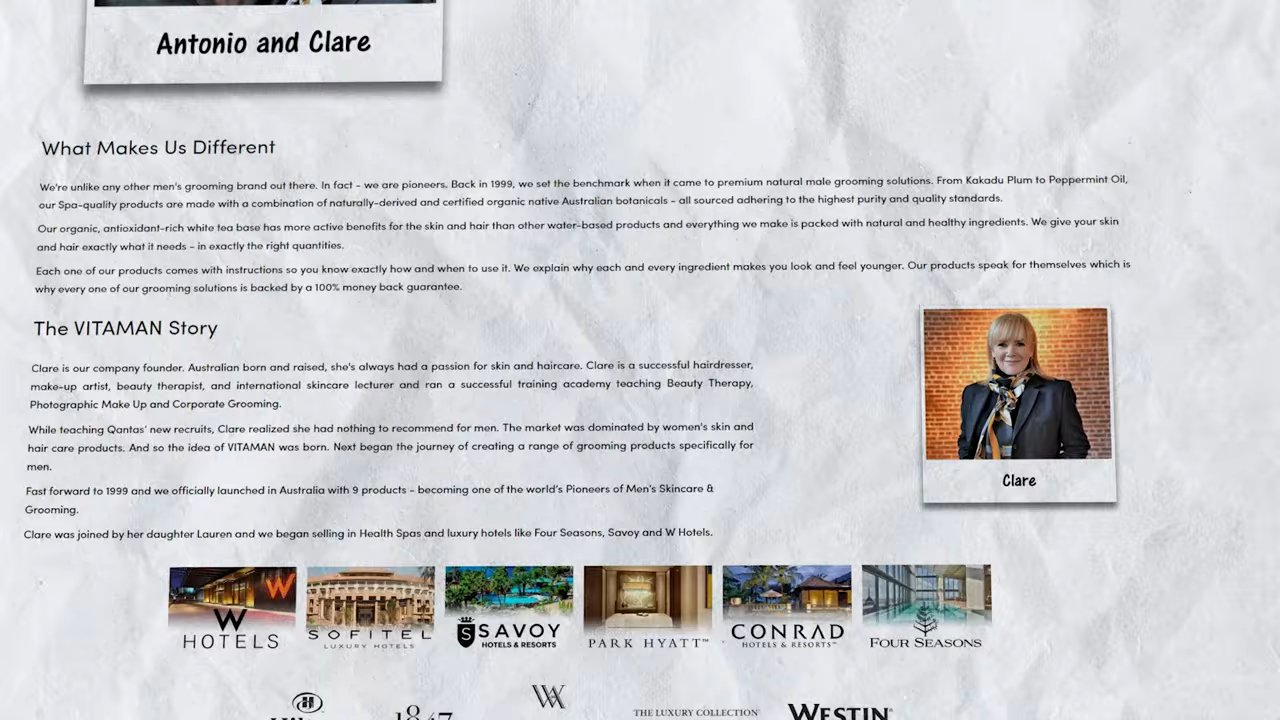 Antonio and Clare
What Makes Us Different
We're unlike any other men's grooming brand out there. In fact - we are pioneers. Back in 1999, we set the benchmark when it came to premium natural male grooming solutions. From Kakadu Plum to Peppermint Oil,
our Spa-quality products are made with a combination of naturally-derived and certified organic native Australian botanicals - all sourced adhering to the highest purity and quality standards.
Our organic, antioxidant-rich white tea base has more active benefits for the skin and hair than other water-based products and everything we make is packed with natural and healthy ingredients. We give your skin
and hair exactly what it needs - in exactly the right quantities.
Each one of our products comes with instructions so you know exactly how and when to use it. We explain why each and every ingredient makes you look and feel younger. Our products speak for themselves which is
why every one of our grooming solutions is backed by a 100% money back guarantee.
The VITAMAN Story
Clare is our company founder. Australian born and raised, she's always had a passion for skin and haircare. Clare is a successful hairdresser,
make-up artist, beauty therapist, and international skincare lecturer and ran a successful training academy teaching Beauty Therapy,
Photographic Make Up and Corporate Grooming.
While teaching Qantas' new recruits, Clare realized she had nothing to recommend for men. The market was dominated by women's skin and
hair care products. And so the idea of VITAMAN was born. Next began the journey of creating a range of grooming products specifically for
men.
Fast forward to 1999 and we officially launched in Australia with 9 products - becoming one of the world's Pioneers of Men's Skincare &
Grooming.
Clare was joined by her daughter Lauren and we began selling in Health Spas and luxury hotels like Four Seasons, Savoy and W Hotels.
Clare
W
HOTELS
SOFITEL
LUXURY HOTELS
S SAVOY
HOTELS & RESORTS
PARK HYATT™
CONRAD
HOTELS & RESORTS™
FOUR SEASONS
Hilton
1847
WA
THE LUXURY COLLECTION®
WESTIN®